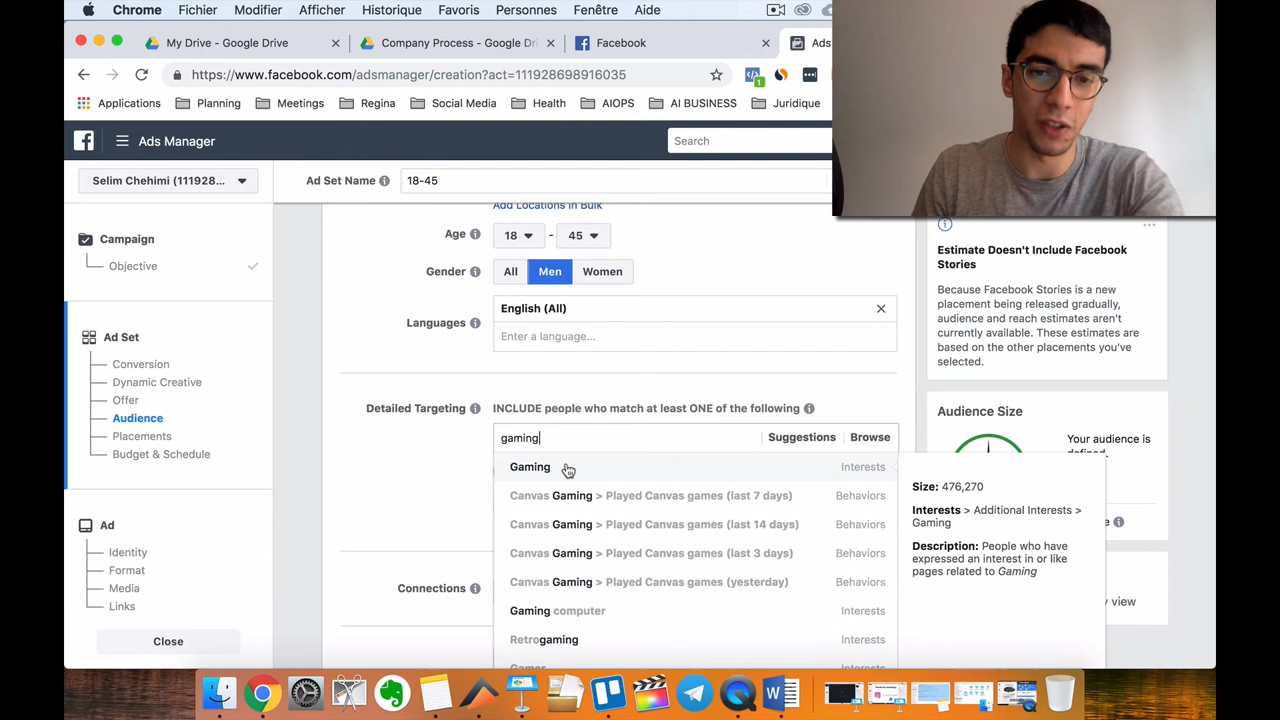 Chrome Fichier Modifier Afficher Historique Favoris Personnes Fenêtre Aide
My Drive - Google Drive
Company Process - Google Dri
Facebook
Ads
https://www.facebook.com/adsmanager/creation?act=111928698916035
Applications Planning Meetings Regina Social Media Health AIOPS AI BUSINESS Juridique
Ads Manager
Search
Selim Chehimi (111928...
Ad Set Name
18-45
Campaign
Objective
Ad Set
Conversion
Dynamic Creative
Offer
Audience
Placements
Budget & Schedule
Ad
Identity
Format
Media
Links
Close
Add Locations in Bulk
Age
18 - 45
Gender
All Men Women
Languages
English (All)
Enter a language...
Detailed Targeting
INCLUDE people who match at least ONE of the following
gaming
Suggestions Browse
Gaming Interests
Canvas Gaming > Played Canvas games (last 7 days) Behaviors
Canvas Gaming > Played Canvas games (last 14 days) Behaviors
Canvas Gaming > Played Canvas games (last 3 days) Behaviors
Canvas Gaming > Played Canvas games (yesterday) Behaviors
Gaming computer Interests
Retrogaming Interests
Gamer Interests
Connections
Estimate Doesn't Include Facebook
Stories
Because Facebook Stories is a new
placement being released gradually,
audience and reach estimates aren't
currently available. These estimates are
based on the other placements you've
selected.
Audience Size
Your audience is
defined.
Size: 476,270
Interests > Additional Interests >
Gaming
Description: People who have
expressed an interest in or like
pages related to Gaming
y view